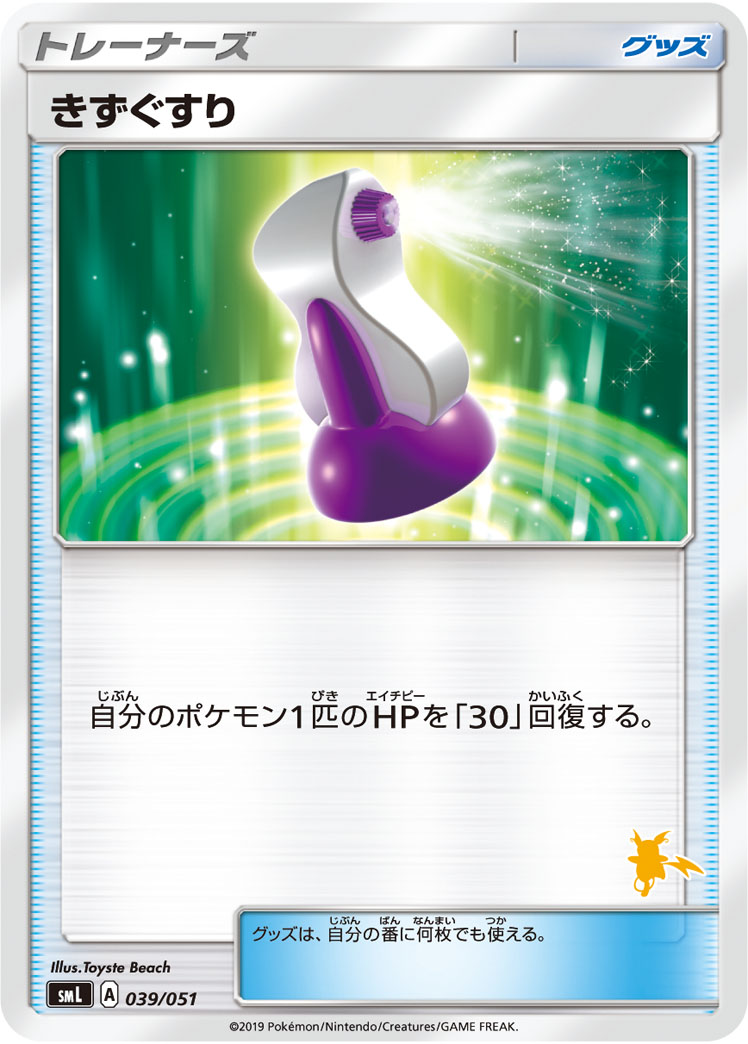 トレーナーズ グッズ
きずぐすり
じぶん びき エイチピー かいふく
自分のポケモン1匹のHPを「30」回復する。
じぶん ばん なんまい つか
グッズは、自分の番に何枚でも使える。
Illus.Toyste Beach
SML A 039/051
©2019 Pokémon/Nintendo/Creatures/GAME FREAK.